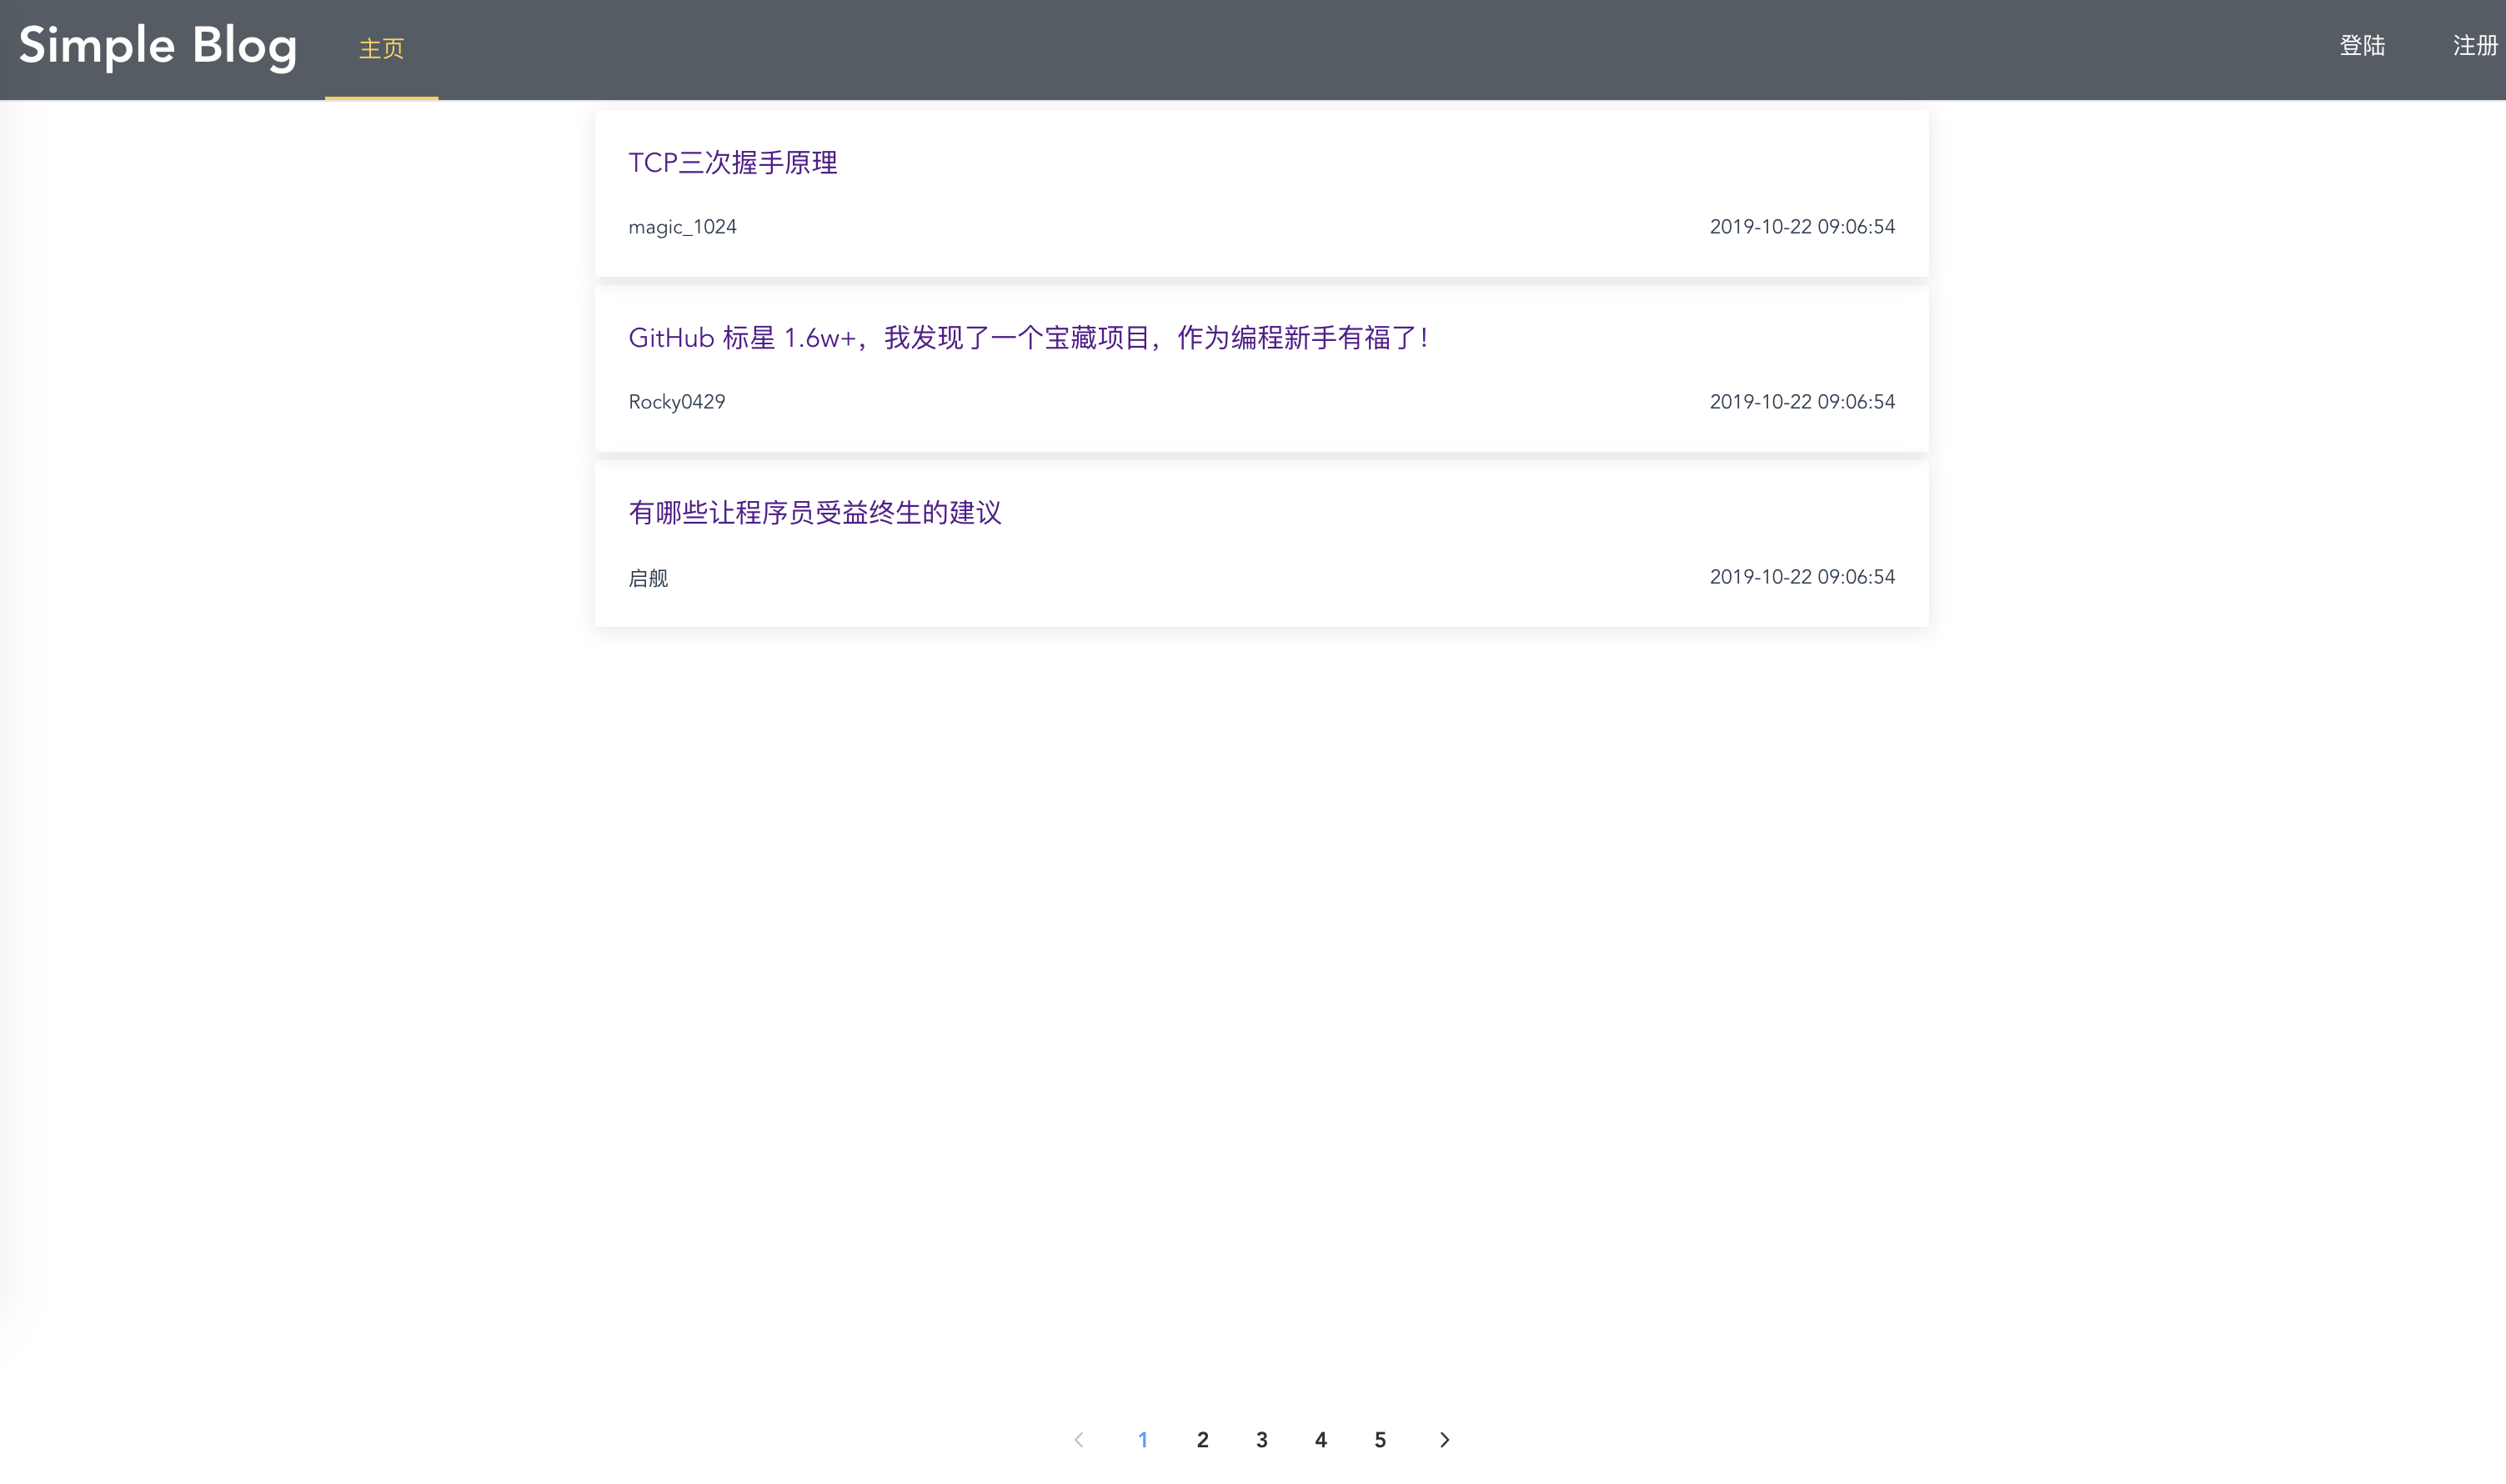 Simple Blog 主页 登陆 注册
TCP三次握手原理
magic_1024 2019-10-22 09:06:54
GitHub 标星 1.6w+，我发现了一个宝藏项目，作为编程新手有福了！
Rocky0429 2019-10-22 09:06:54
有哪些让程序员受益终生的建议
启舰 2019-10-22 09:06:54
1 2 3 4 5